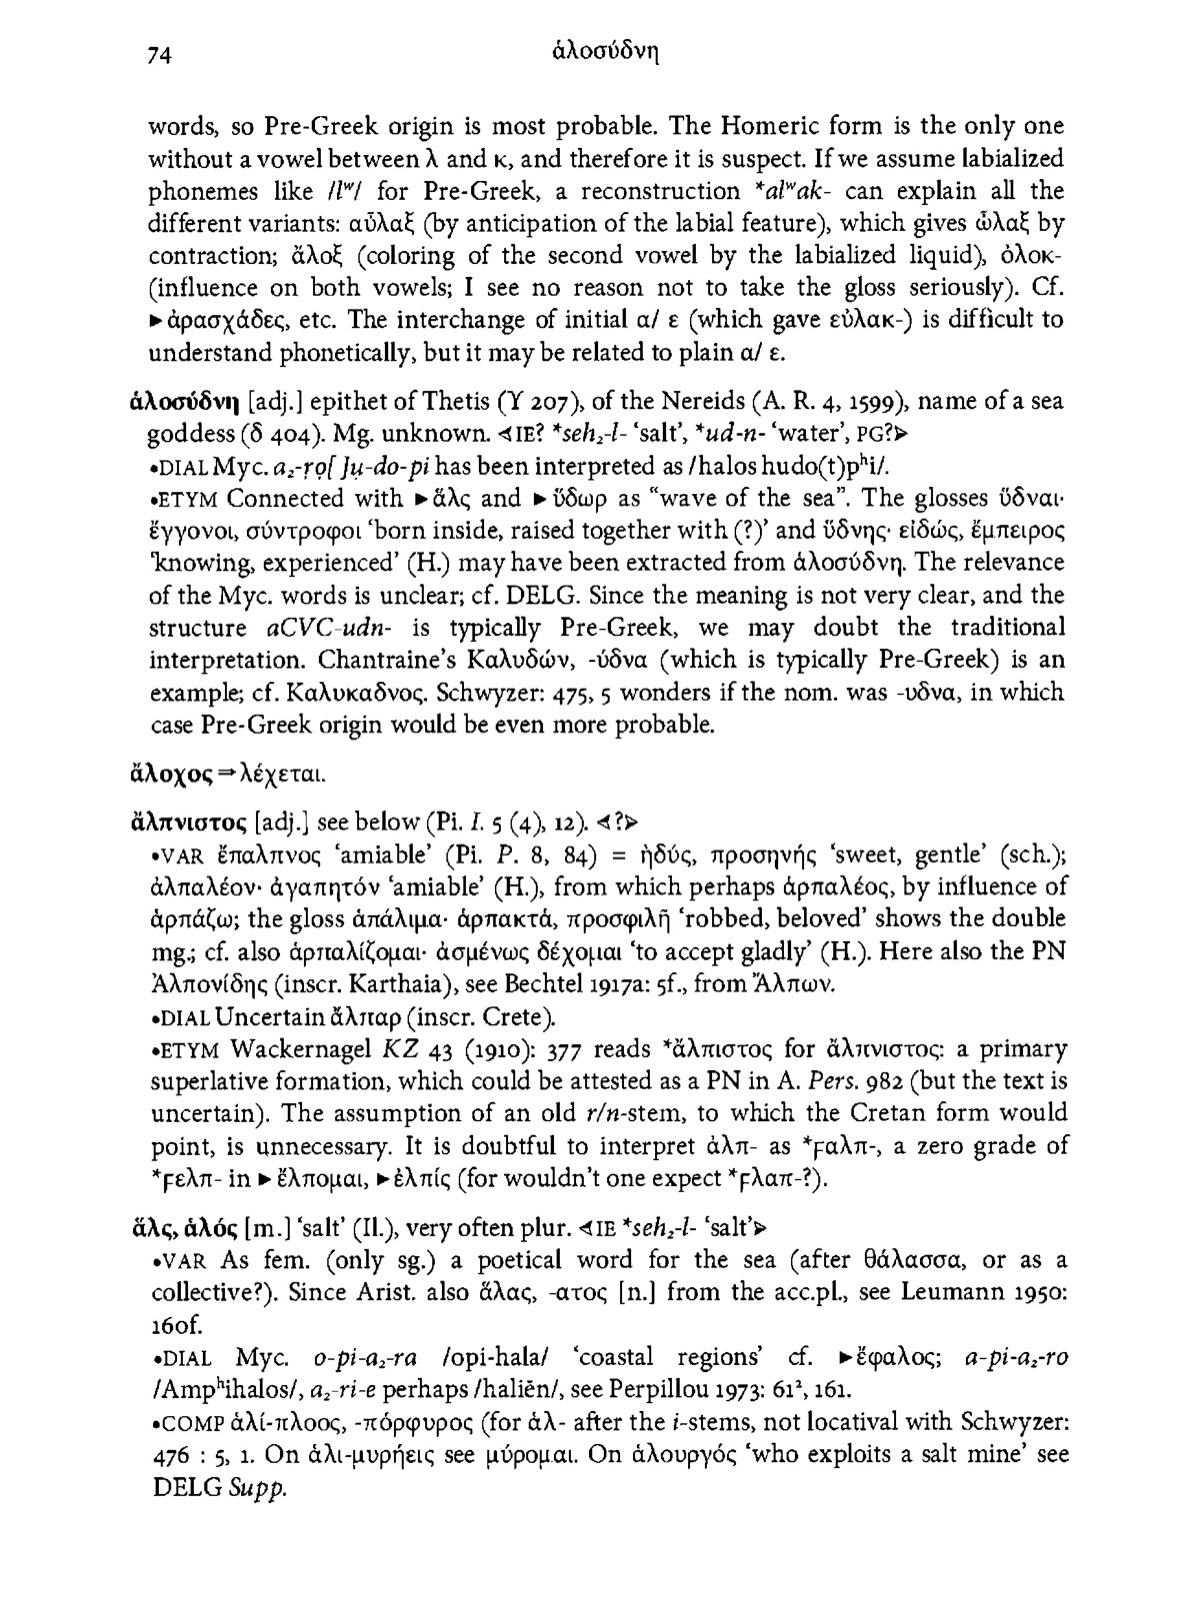 74 ἁλοσύδνη
words, so Pre-Greek origin is most probable. The Homeric form is the only one
without a vowel between λ and κ, and therefore it is suspect. If we assume labialized
phonemes like /lʷ/ for Pre-Greek, a reconstruction *alʷak- can explain all the
different variants: αὖλαξ (by anticipation of the labial feature), which gives ὦλαξ by
contraction; ἄλοξ (coloring of the second vowel by the labialized liquid), ὀλοκ-
(influence on both vowels; I see no reason not to take the gloss seriously). Cf.
►ἀρασχάδες, etc. The interchange of initial α/ ε (which gave εὐλακ-) is difficult to
understand phonetically, but it may be related to plain α/ ε.
ἁλοσύδνη [adj.] epithet of Thetis (Υ 207), of the Nereids (A. R. 4, 1599), name of a sea
goddess (δ 404). Mg. unknown. ⊲IE? *seh₂-l- ‘salt’, *ud-n- ‘water’, PG?⊳
•DIAL Myc. a₂-ṛọ[ ]ụ-do-pi has been interpreted as /halos hudo(t)pʰi/.
•ETYM Connected with ►ἅλς and ►ὕδωρ as “wave of the sea”. The glosses ὕδναι·
ἔγγονοι, σύντροφοι ‘born inside, raised together with (?)’ and ὕδνης· εἰδώς, ἔμπειρος
‘knowing, experienced’ (H.) may have been extracted from ἁλοσύδνη. The relevance
of the Myc. words is unclear; cf. DELG. Since the meaning is not very clear, and the
structure aCVC-udn- is typically Pre-Greek, we may doubt the traditional
interpretation. Chantraine’s Καλυδών, -ύδνα (which is typically Pre-Greek) is an
example; cf. Καλυκαδνος. Schwyzer: 475, 5 wonders if the nom. was -υδνα, in which
case Pre-Greek origin would be even more probable.
ἄλοχος ⇒ λέχεται.
ἄλπνιστος [adj.] see below (Pi. I. 5 (4), 12). ⊲?⊳
•VAR ἔπαλπνος ‘amiable’ (Pi. P. 8, 84) = ἡδύς, προσηνής ‘sweet, gentle’ (sch.);
ἀλπαλέον· ἀγαπητόν ‘amiable’ (H.), from which perhaps ἁρπαλέος, by influence of
ἁρπάζω; the gloss ἁπάλιμα· ἁρπακτά, προσφιλῆ ‘robbed, beloved’ shows the double
mg.; cf. also ἁρπαλίζομαι· ἀσμένως δέχομαι ‘to accept gladly’ (H.). Here also the PN
Ἀλπονίδης (inscr. Karthaia), see Bechtel 1917a: 5f., from Ἄλπων.
•DIAL Uncertain ἄλπαρ (inscr. Crete).
•ETYM Wackernagel KZ 43 (1910): 377 reads *ἄλπιστος for ἄλπνιστος: a primary
superlative formation, which could be attested as a PN in A. Pers. 982 (but the text is
uncertain). The assumption of an old r/n-stem, to which the Cretan form would
point, is unnecessary. It is doubtful to interpret ἀλπ- as *ϝαλπ-, a zero grade of
*ϝελπ- in ► ἔλπομαι, ►ἐλπίς (for wouldn’t one expect *ϝλαπ-?).
ἅλς, ἁλός [m.] ‘salt’ (Il.), very often plur. ⊲IE *seh₂-l- ‘salt’⊳
•VAR As fem. (only sg.) a poetical word for the sea (after θάλασσα, or as a
collective?). Since Arist. also ἅλας, -ατος [n.] from the acc.pl., see Leumann 1950:
160f.
•DIAL Myc. o-pi-a₂-ra /opi-hala/ ‘coastal regions’ cf. ►ἔφαλος; a-pi-a₂-ro
/Ampʰihalos/, a₂-ri-e perhaps /haliēn/, see Perpillou 1973: 61², 161.
•COMP ἁλί-πλοος, -πόρφυρος (for ἁλ- after the i-stems, not locatival with Schwyzer:
476 : 5, 1. On ἁλι-μυρήεις see μύρομαι. On ἁλουργός ‘who exploits a salt mine’ see
DELG Supp.